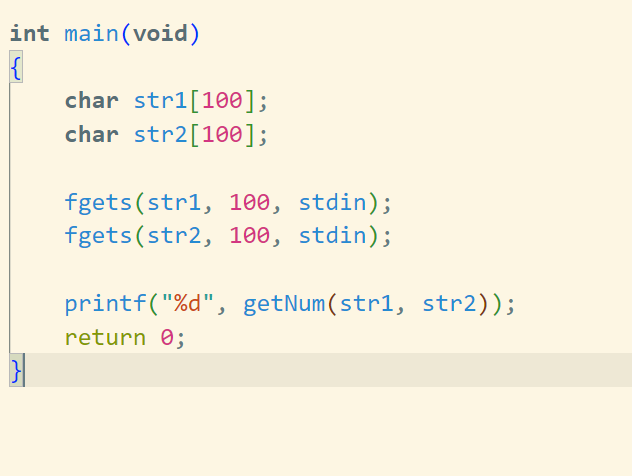 int main(void)
{
    char str1[100];
    char str2[100];

    fgets(str1, 100, stdin);
    fgets(str2, 100, stdin);

    printf("%d", getNum(str1, str2));
    return 0;
}